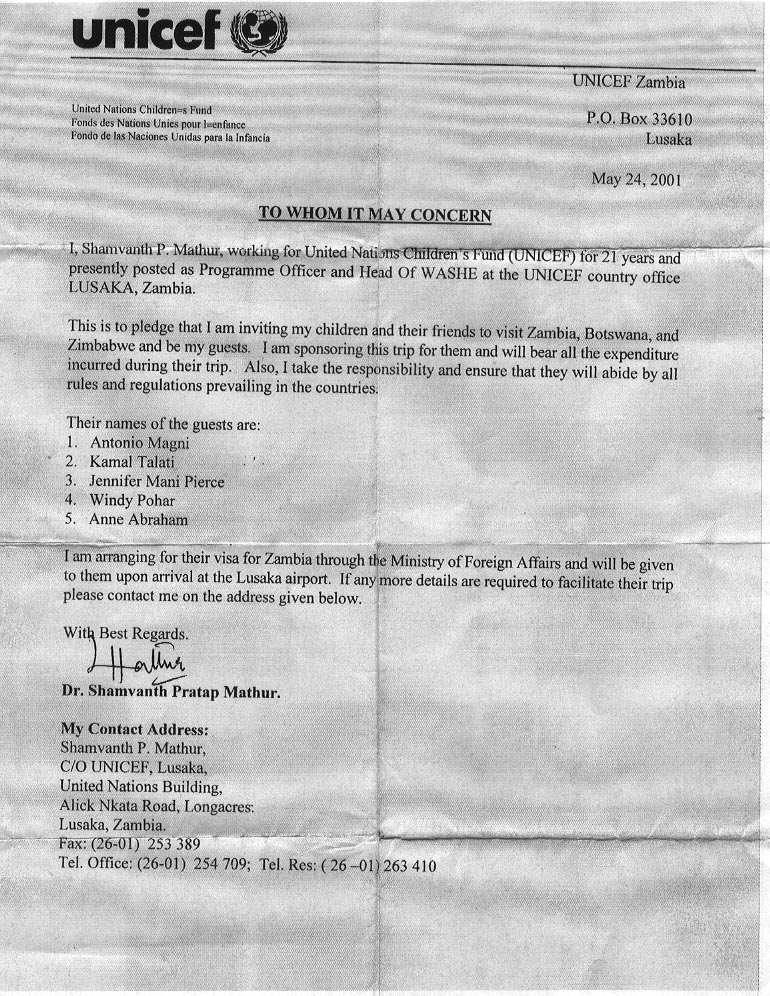 unicef
UNICEF Zambia
United Nations Children=s Fund
Fonds des Nations Unies pour l=enfance
Fondo de las Naciones Unidas para la Infancia
P.O. Box 33610
Lusaka
May 24, 2001
TO WHOM IT MAY CONCERN
I, Shamvanth P. Mathur, working for United Nations Children's Fund (UNICEF) for 21 years and
presently posted as Programme Officer and Head Of WASHE at the UNICEF country office
LUSAKA, Zambia.
This is to pledge that I am inviting my children and their friends to visit Zambia, Botswana, and
Zimbabwe and be my guests. I am sponsoring this trip for them and will bear all the expenditure
incurred during their trip. Also, I take the responsibility and ensure that they will abide by all
rules and regulations prevailing in the countries.
Their names of the guests are:
1. Antonio Magni
2. Kamal Talati
3. Jennifer Mani Pierce
4. Windy Pohar
5. Anne Abraham
I am arranging for their visa for Zambia through the Ministry of Foreign Affairs and will be given
to them upon arrival at the Lusaka airport. If any more details are required to facilitate their trip
please contact me on the address given below.
With Best Regards.
Mathur
Dr. Shamvanth Pratap Mathur.
My Contact Address:
Shamvanth P. Mathur,
C/O UNICEF, Lusaka,
United Nations Building,
Alick Nkata Road, Longacres.
Lusaka, Zambia.
Fax: (26-01) 253 389
Tel. Office: (26-01) 254 709; Tel. Res: ( 26 –01) 263 410